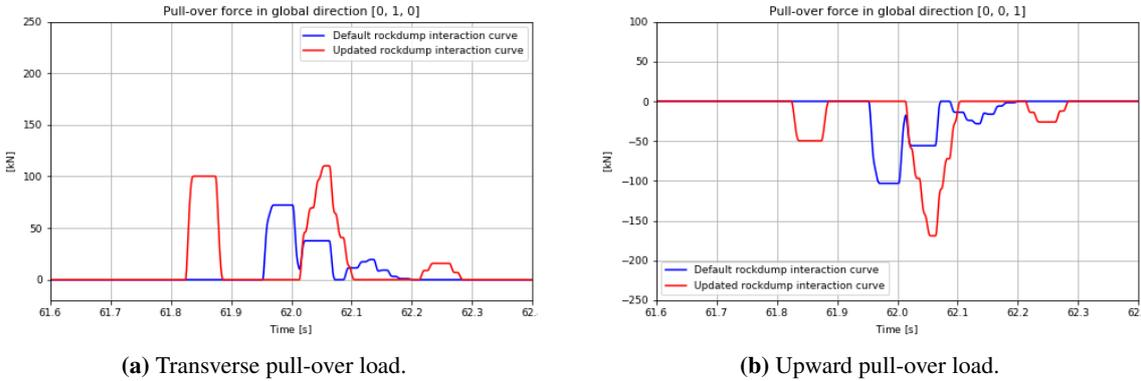 Pull-over force in global direction [0, 1, 0]
250
200
150
100
50
0
[kN]
Default rockdump interaction curve
Updated rockdump interaction curve
61.6 61.7 61.8 61.9 62.0 62.1 62.2 62.3 62.
Time [s]
(a) Transverse pull-over load.
Pull-over force in global direction [0, 0, 1]
100
50
0
−50
−100
−150
−200
−250
[kN]
Default rockdump interaction curve
Updated rockdump interaction curve
61.6 61.7 61.8 61.9 62.0 62.1 62.2 62.3 62.
Time [s]
(b) Upward pull-over load.